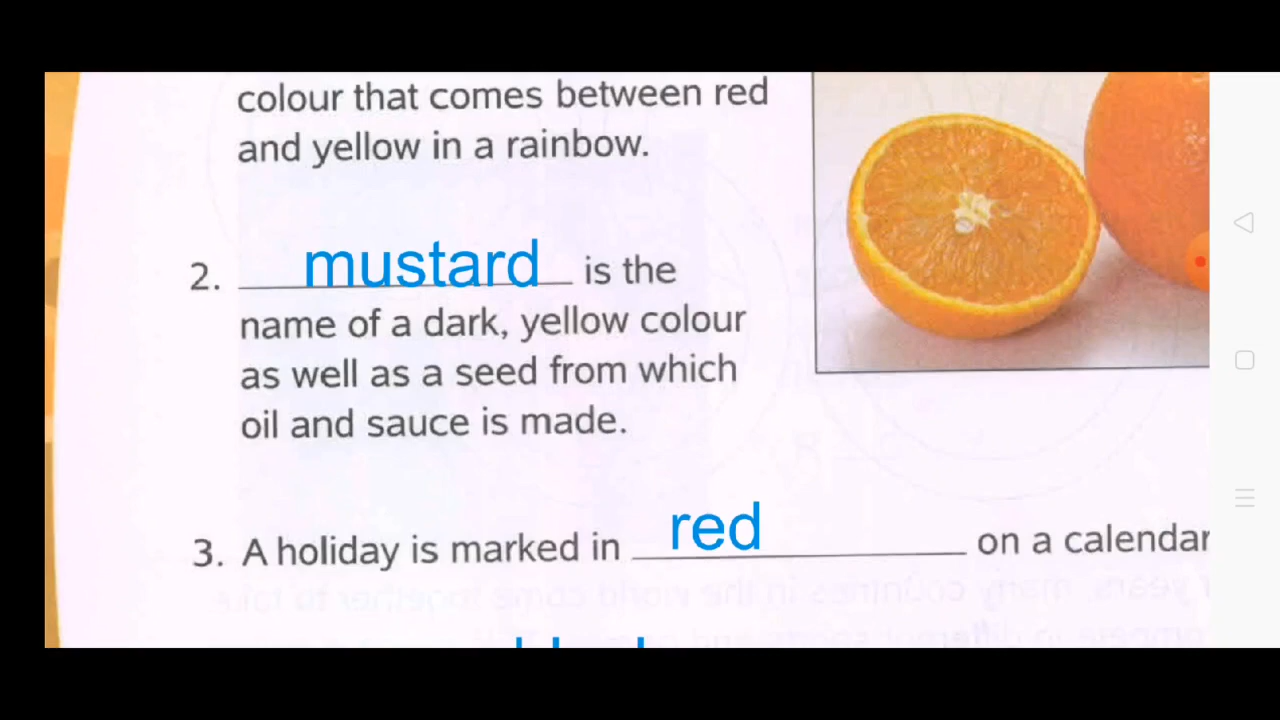 colour that comes between red
and yellow in a rainbow.
2. mustard is the
name of a dark, yellow colour
as well as a seed from which
oil and sauce is made.
3. A holiday is marked in red on a calendar